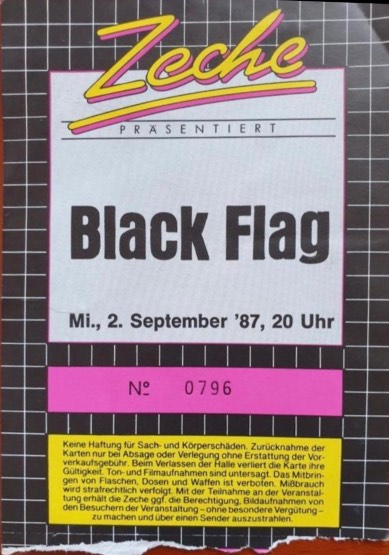 Zeche
PRÄSENTIERT
Black Flag
Mi., 2. September '87, 20 Uhr
Nº 0796
Keine Haftung für Sach- und Körperschäden. Zurücknahme der
Karten nur bei Absage oder Verlegung ohne Erstattung der Vor-
verkaufsgebühr. Beim Verlassen der Halle verliert die Karte ihre
Gültigkeit. Ton- und Filmaufnahmen sind untersagt. Das Mitbrin-
gen von Flaschen, Dosen und Waffen ist verboten. Mißbrauch
wird strafrechtlich verfolgt. Mit der Teilnahme an der Veranstal-
tung erhält die Zeche ggf. die Berechtigung, Bildaufnahmen von
den Besuchern der Veranstaltung – ohne besondere Vergütung –
zu machen und über einen Sender auszustrahlen.